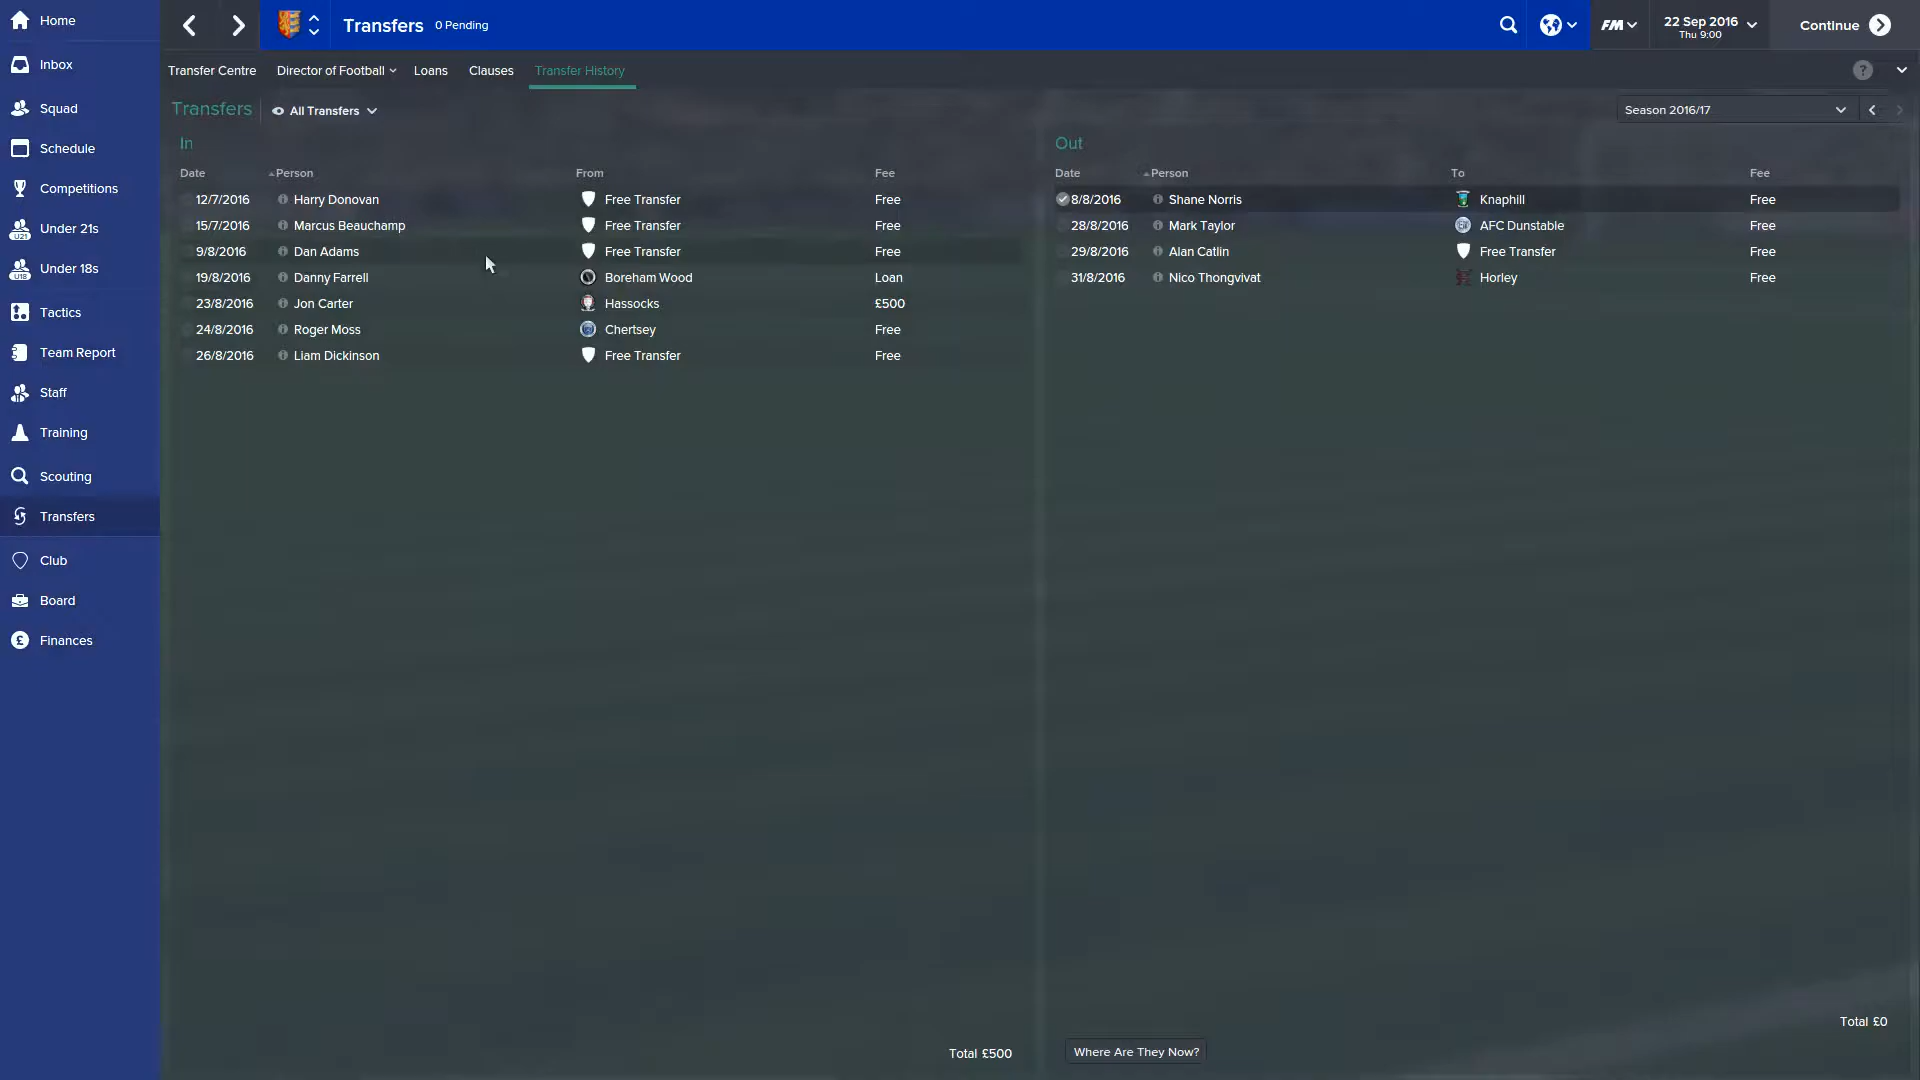 Home
Inbox
Squad
Schedule
Competitions
U21
Under 21s
U18
Under 18s
Tactics
Team Report
Staff
Training
Scouting
Transfers
Club
Board
£
Finances
Transfers 0 Pending
FM
22 Sep 2016
Thu 9:00
Continue
Transfer Centre Director of Football Loans Clauses Transfer History
?
Transfers All Transfers
Season 2016/17
In
Date Person From Fee
12/7/2016 Harry Donovan Free Transfer Free
15/7/2016 Marcus Beauchamp Free Transfer Free
9/8/2016 Dan Adams Free Transfer Free
19/8/2016 Danny Farrell Boreham Wood Loan
23/8/2016 Jon Carter Hassocks £500
24/8/2016 Roger Moss Chertsey Free
26/8/2016 Liam Dickinson Free Transfer Free
Total £500
Out
Date Person To Fee
8/8/2016 Shane Norris Knaphill Free
28/8/2016 Mark Taylor AFC Dunstable Free
29/8/2016 Alan Catlin Free Transfer Free
31/8/2016 Nico Thongvivat Horley Free
Total £0
Where Are They Now?